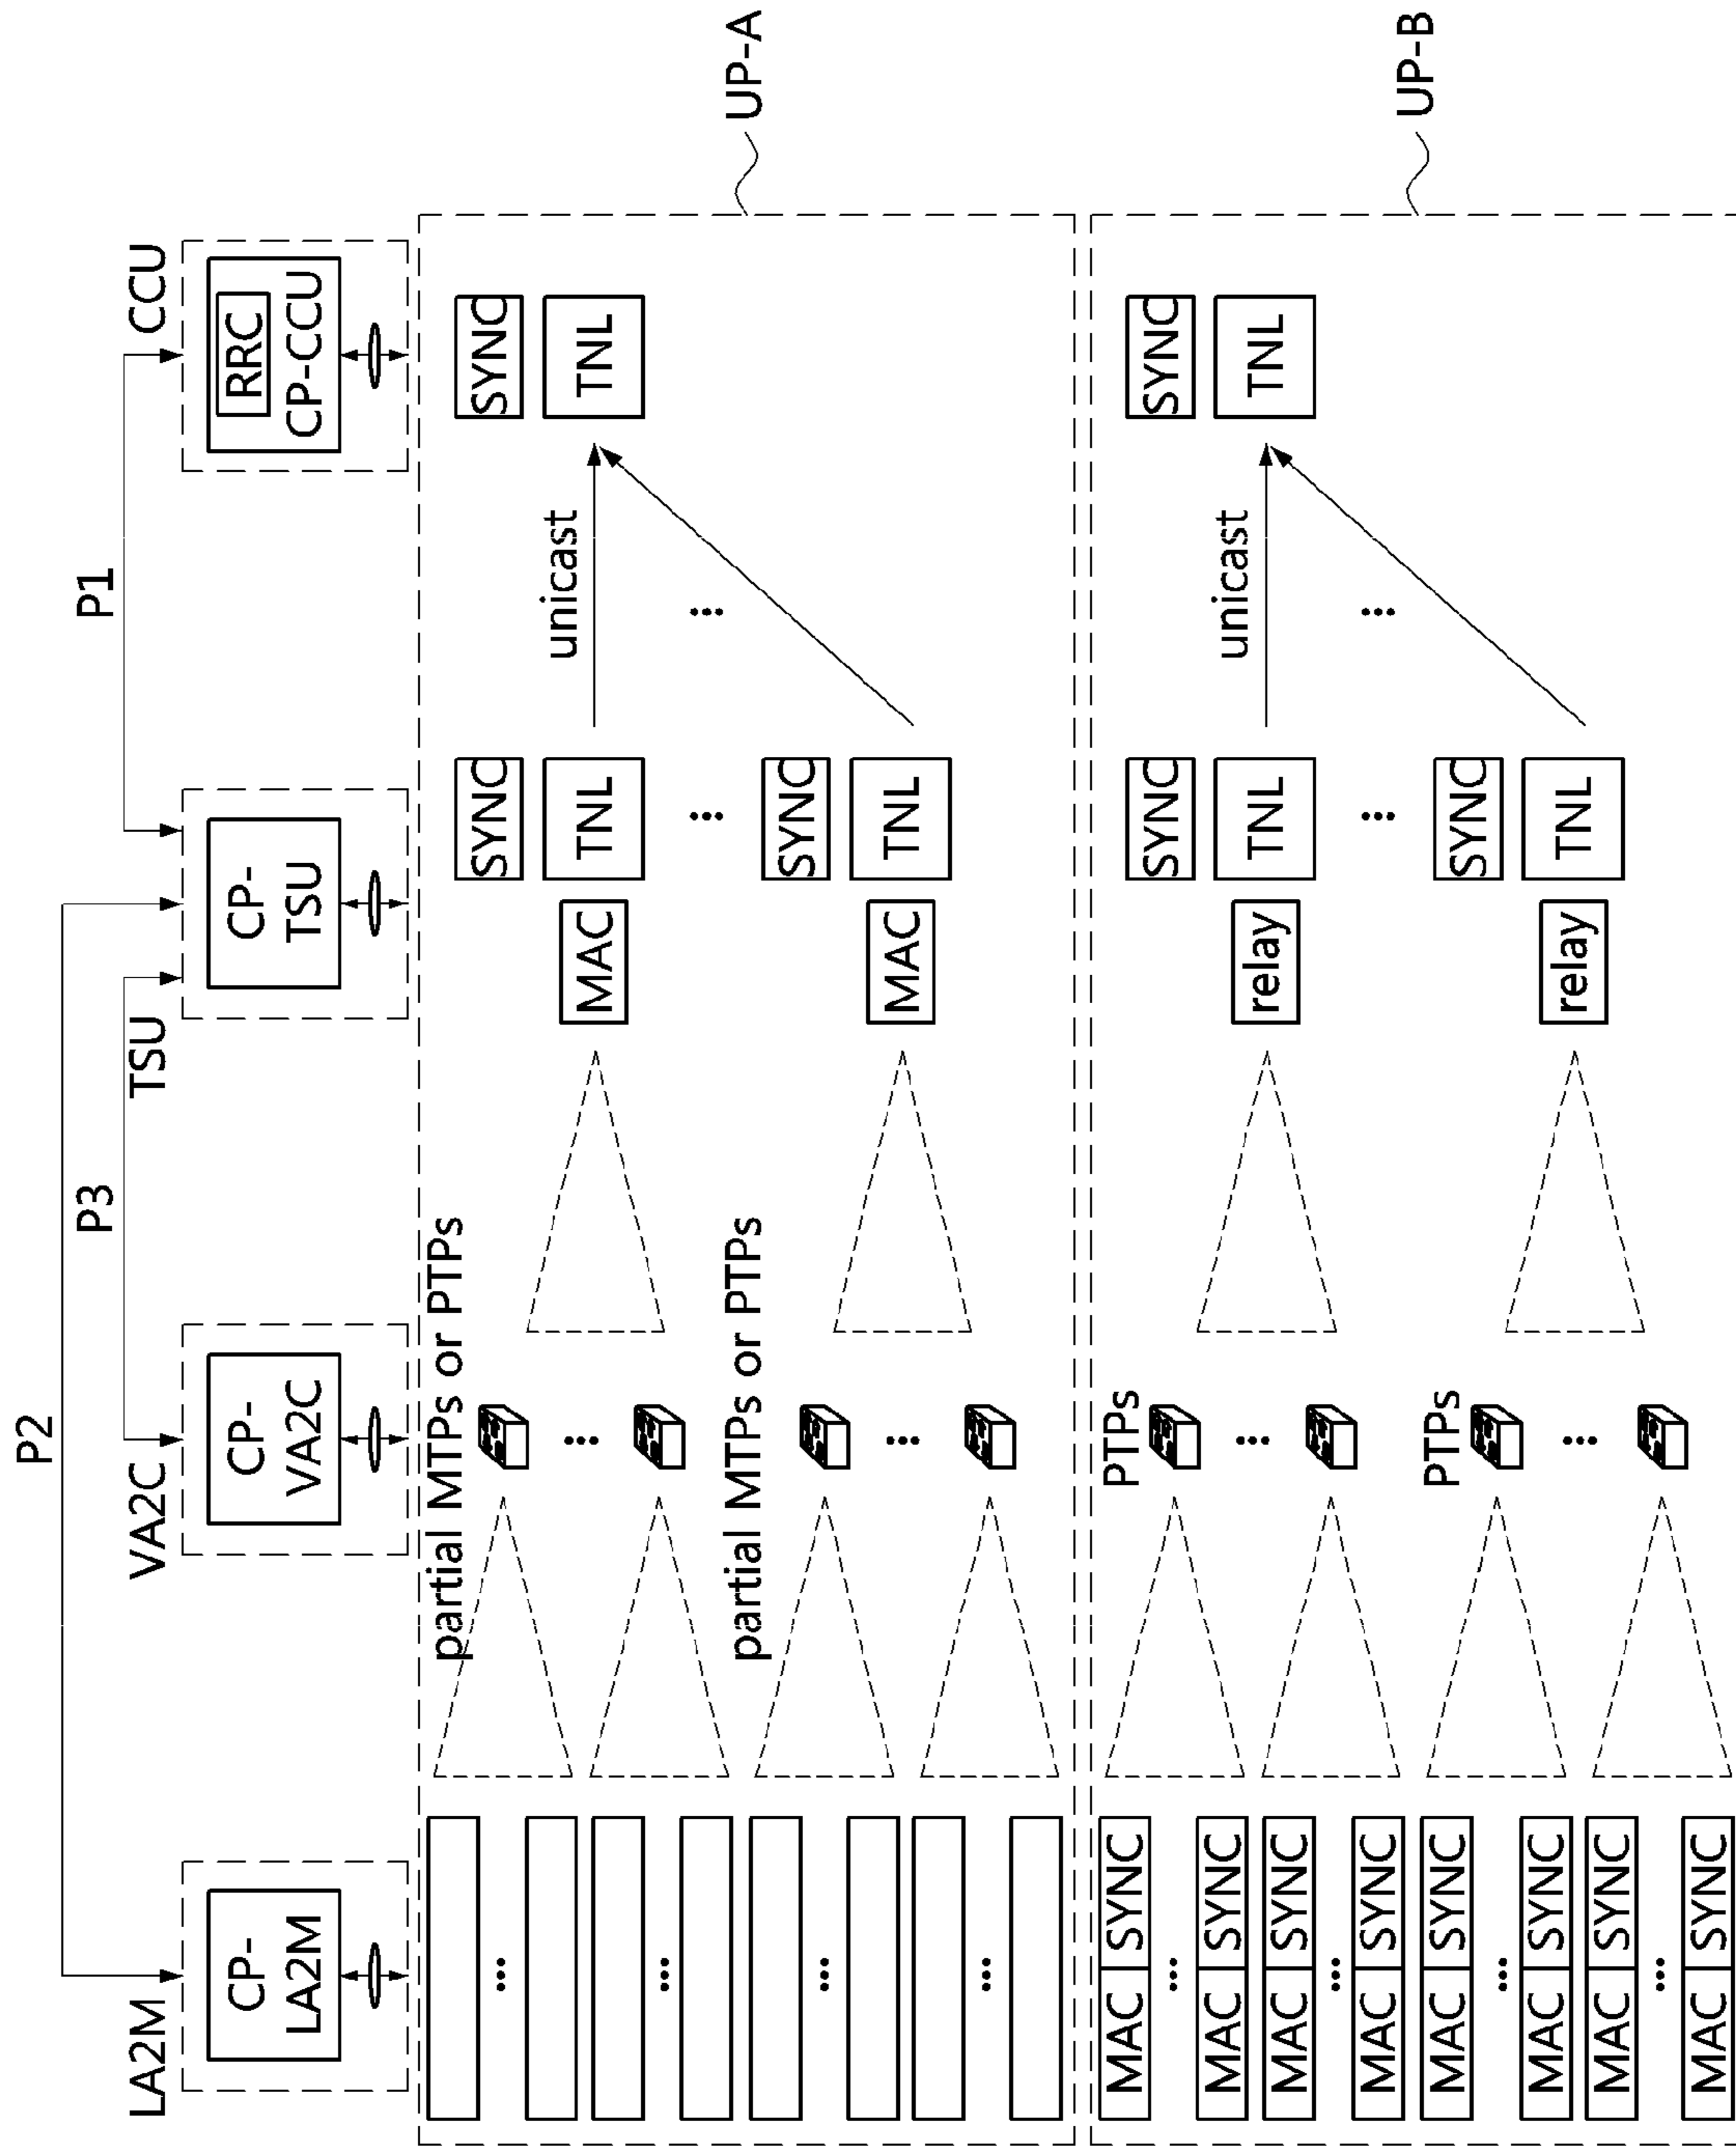 P2
P3
P1
LA2M
VA2C
TSU
CCU
CP-
LA2M
CP-
VA2C
CP-
TSU
RRC
CP-CCU
UP-A
partial MTPs or PTPs
SYNC
SYNC
unicast
MAC
TNL
TNL
...
...
...
...
...
partial MTPs or PTPs
SYNC
MAC
TNL
...
...
...
UP-B
MAC SYNC
PTPs
SYNC
SYNC
unicast
...
MAC SYNC
relay
TNL
TNL
MAC SYNC
...
...
...
...
MAC SYNC
MAC SYNC
PTPs
SYNC
...
MAC SYNC
relay
TNL
MAC SYNC
...
...
MAC SYNC